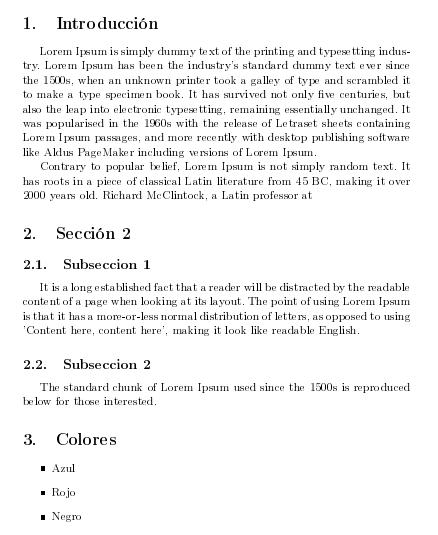 1. Introducción
Lorem Ipsum is simply dummy text of the printing and typesetting indus-
try. Lorem Ipsum has been the industry's standard dummy text ever since
the 1500s, when an unknown printer took a galley of type and scrambled it
to make a type specimen book. It has survived not only five centuries, but
also the leap into electronic typesetting, remaining essentially unchanged. It
was popularised in the 1960s with the release of Letraset sheets containing
Lorem Ipsum passages, and more recently with desktop publishing software
like Aldus PageMaker including versions of Lorem Ipsum.
Contrary to popular belief, Lorem Ipsum is not simply random text. It
has roots in a piece of classical Latin literature from 45 BC, making it over
2000 years old. Richard McClintock, a Latin professor at
2. Sección 2
2.1. Subseccion 1
It is a long established fact that a reader will be distracted by the readable
content of a page when looking at its layout. The point of using Lorem Ipsum
is that it has a more-or-less normal distribution of letters, as opposed to using
'Content here, content here', making it look like readable English.
2.2. Subseccion 2
The standard chunk of Lorem Ipsum used since the 1500s is reproduced
below for those interested.
3. Colores
▪ Azul
▪ Rojo
▪ Negro